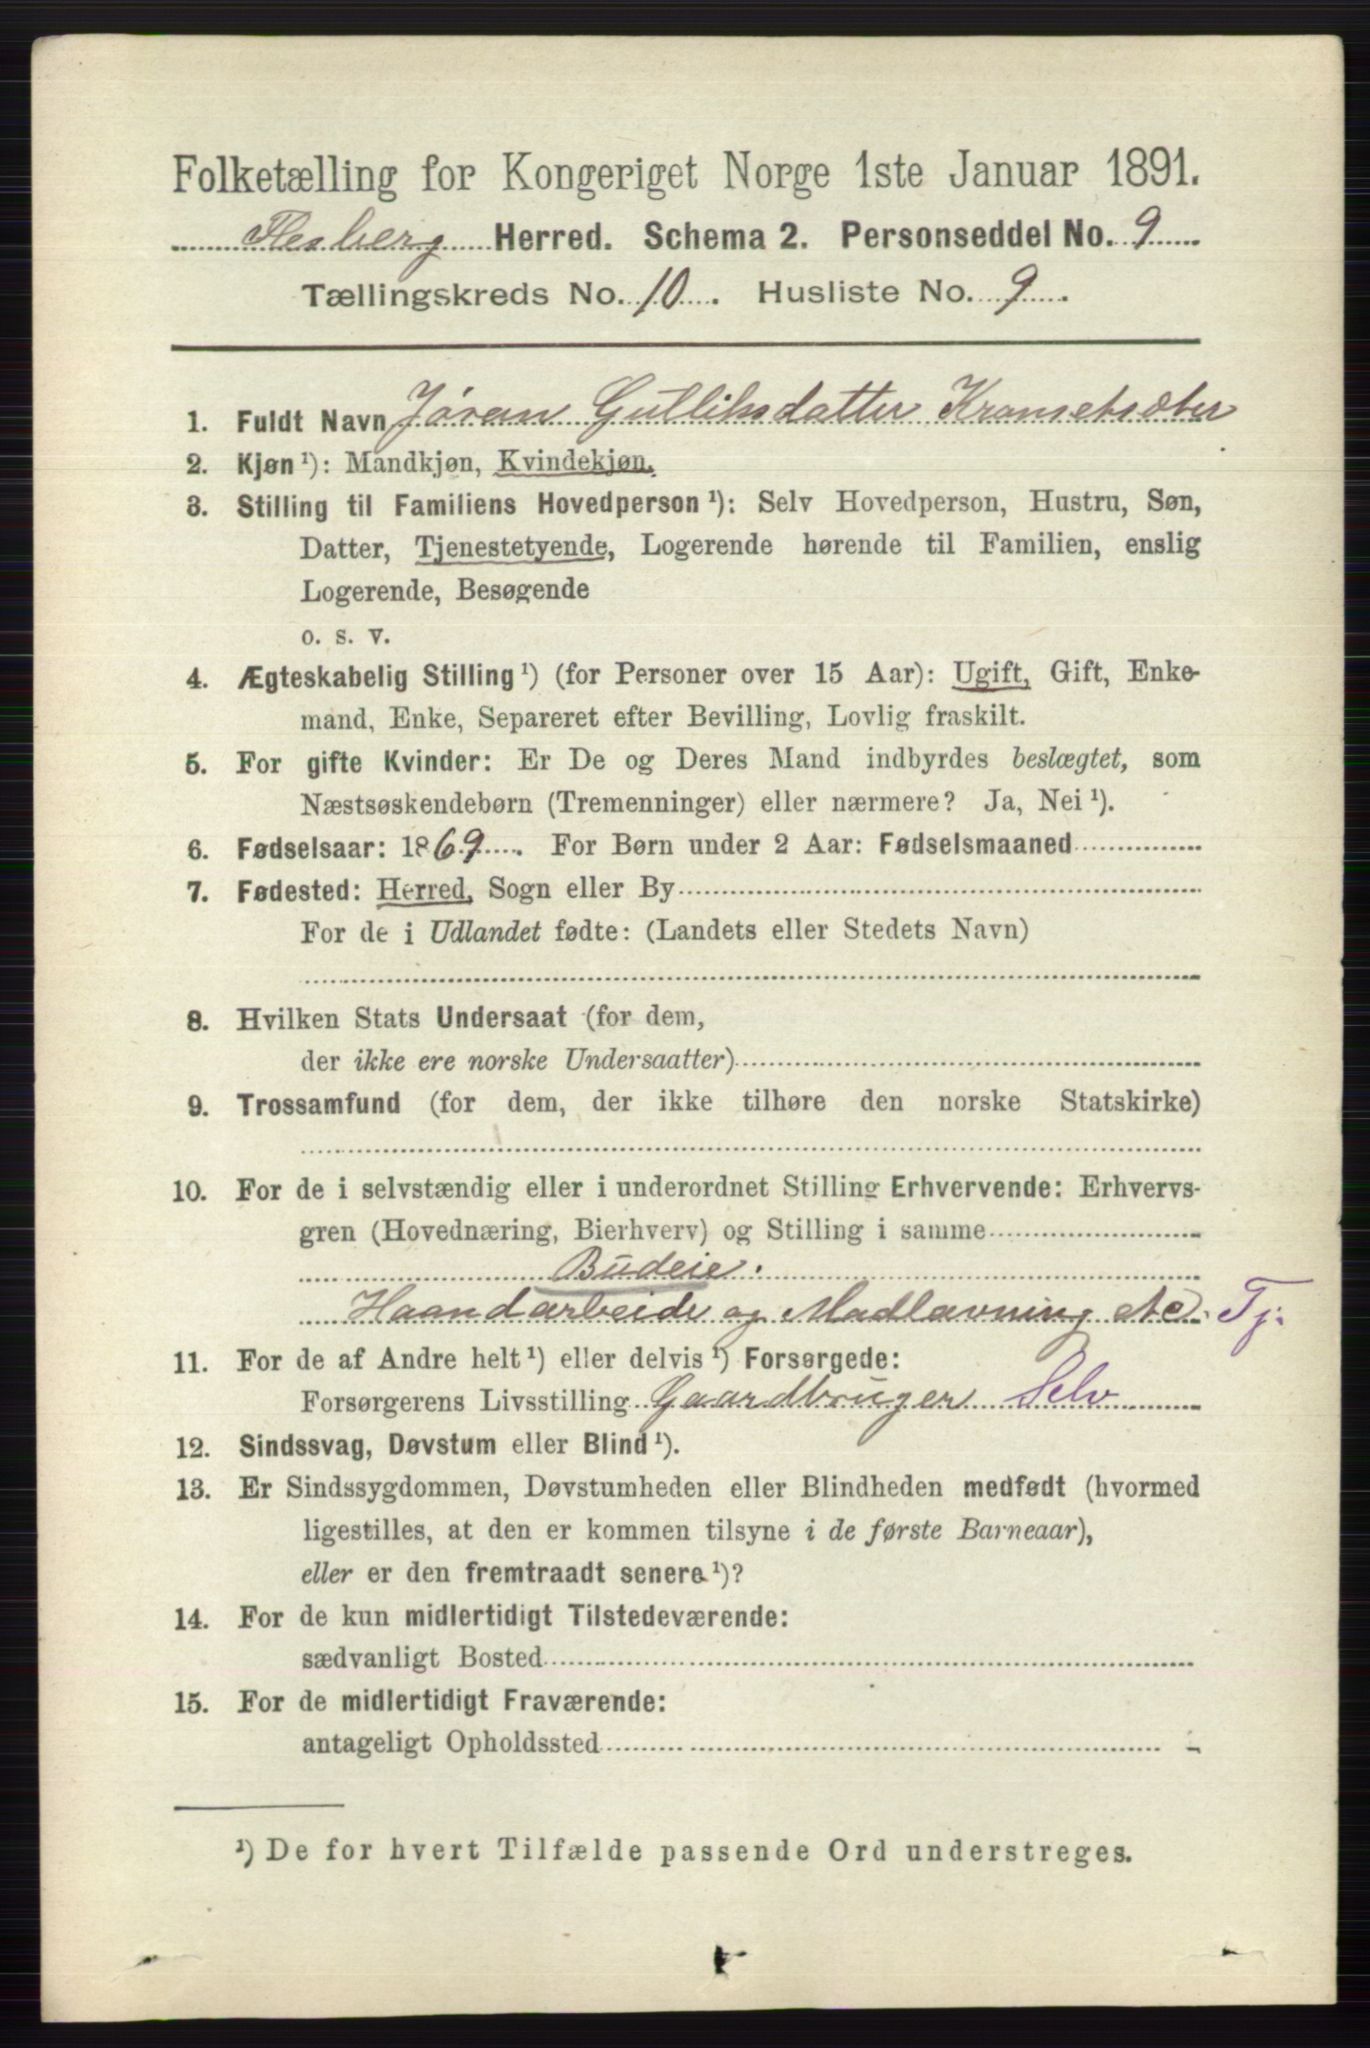 Folketælling for Kongeriget Norge 1ste Januar 1891.
Flesberg Herred. Schema 2. Personseddel No. 9
Tællingskreds No. 10. Husliste No. 9.
1. Fuldt Navn Jøran Gulliksdatter
2. Kjøn ¹): Mandkjøn, Kvindekjøn.
3. Stilling til Familiens Hovedperson ¹): Selv Hovedperson, Hustru, Søn,
Datter, Tjenestetyende, Logerende hørende til Familien, enslig
Logerende, Besøgende
o. s. v.
4. Ægteskabelig Stilling ¹) (for Personer over 15 Aar): Ugift, Gift, Enke-
mand, Enke, Separeret efter Bevilling, Lovlig fraskilt.
5. For gifte Kvinder: Er De og Deres Mand indbyrdes beslægtet, som
Næstsøskendebørn (Tremenninger) eller nærmere? Ja, Nei ¹).
6. Fødselsaar: 1869. For Børn under 2 Aar: Fødselsmaaned
7. Fødested: Herred, Sogn eller By
For de i Udlandet fødte: (Landets eller Stedets Navn)
8. Hvilken Stats Undersaat (for dem,
der ikke ere norske Undersaatter)
9. Trossamfund (for dem, der ikke tilhøre den norske Statskirke)
10. For de i selvstændig eller i underordnet Stilling Erhvervende: Erhvervs-
gren (Hovednæring, Bierhverv) og Stilling i samme
Budeie.
Haandarbeide og Madlavning etc. Tj.
11. For de af Andre helt ¹) eller delvis ¹) Forsørgede:
Forsørgerens Livsstilling Gaardbruger Selv
12. Sindssvag, Døvstum eller Blind ¹).
13. Er Sindssygdommen, Døvstumheden eller Blindheden medfødt (hvormed
ligestilles, at den er kommen tilsyne i de første Barneaar),
eller er den fremtraadt senere ¹)?
14. For de kun midlertidigt Tilstedeværende:
sædvanligt Bosted
15. For de midlertidigt Fraværende:
antageligt Opholdssted
¹) De for hvert Tilfælde passende Ord understreges.